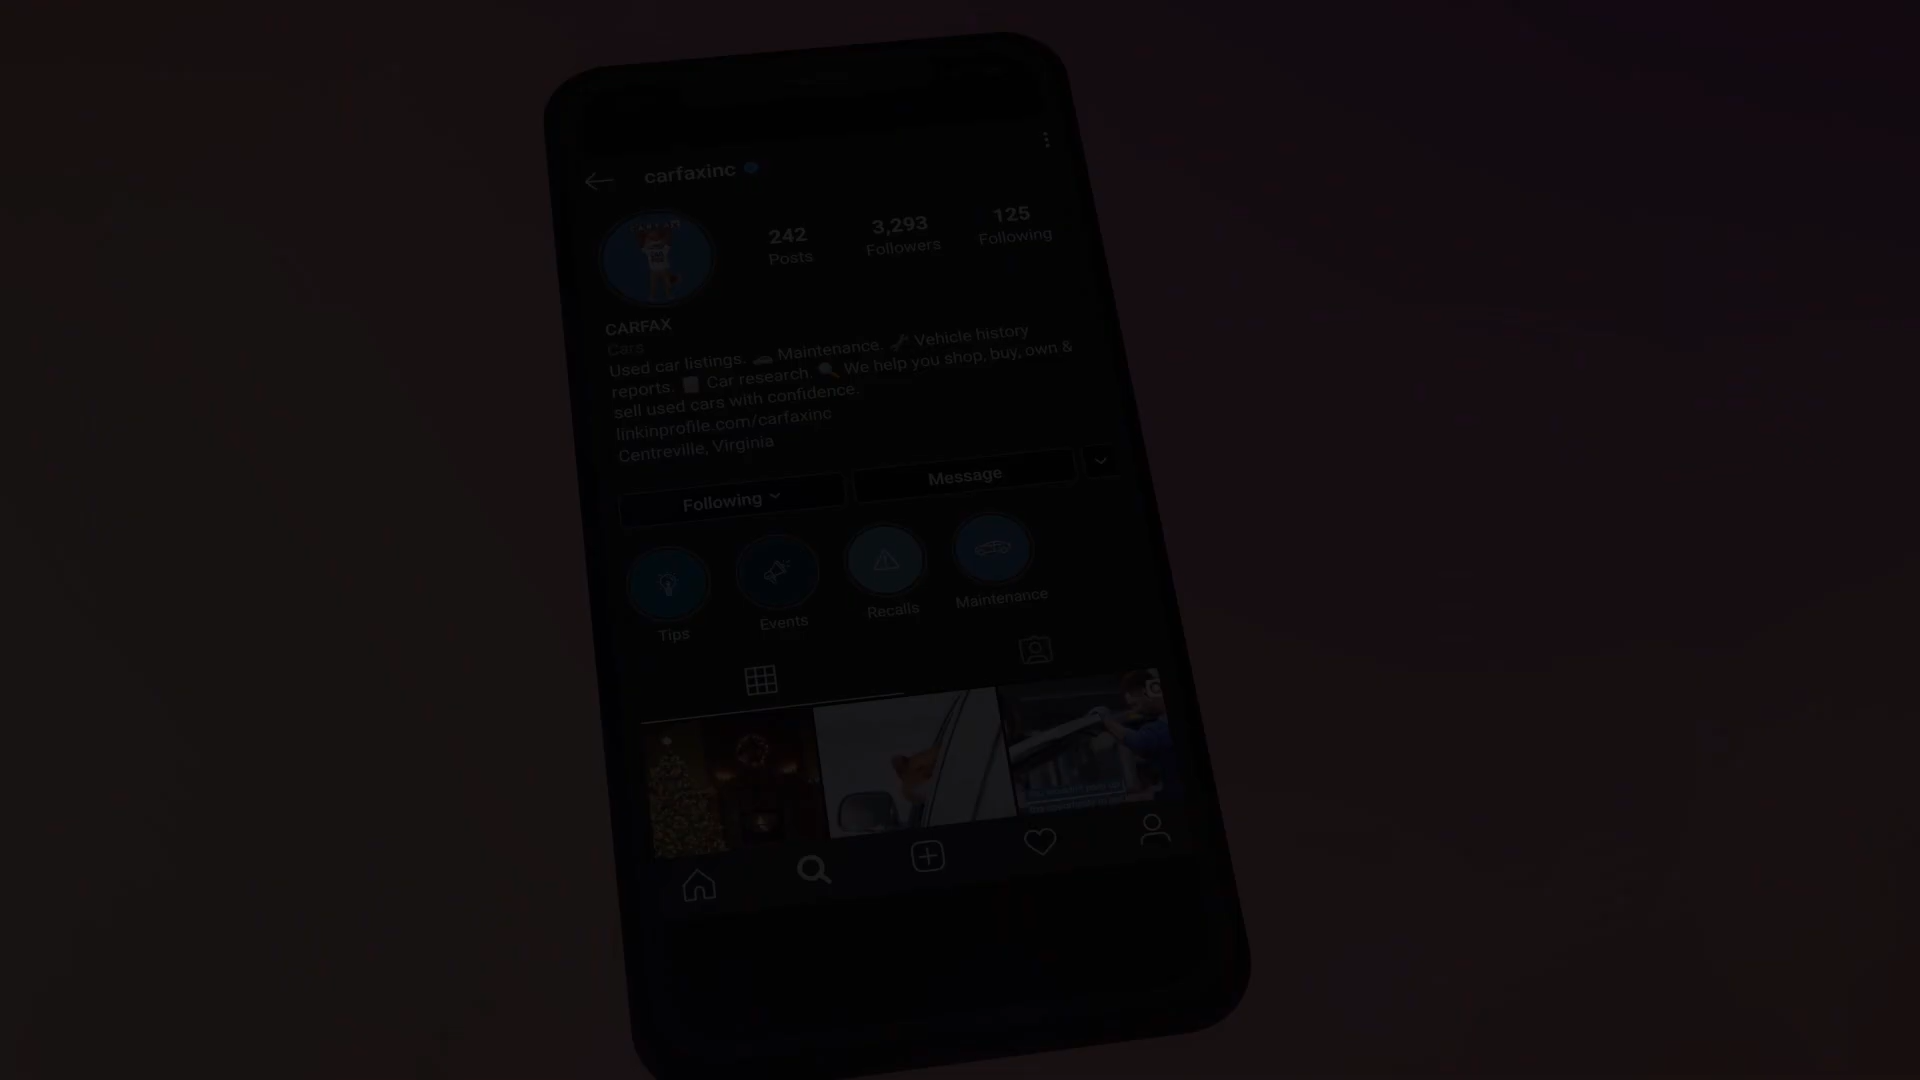 carfaxinc
242
Posts
3,293
Followers
125
Following
CARFAX
Cars
Used car listings. 🚗 Maintenance. 🔧 Vehicle history
reports. 📋 Car research. 🔍 We help you shop, buy, own &
sell used cars with confidence.
linkinprofile.com/carfaxinc
Centreville, Virginia
Following
Message
Tips
Events
Recalls
Maintenance